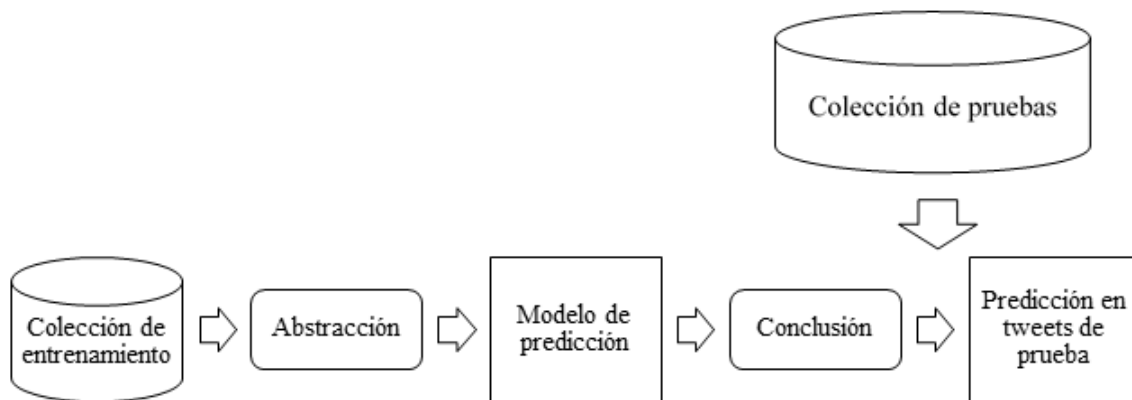 Colección de pruebas
Colección de
entrenamiento
Abstracción
Modelo de
predicción
Conclusión
Predicción en
tweets de
prueba